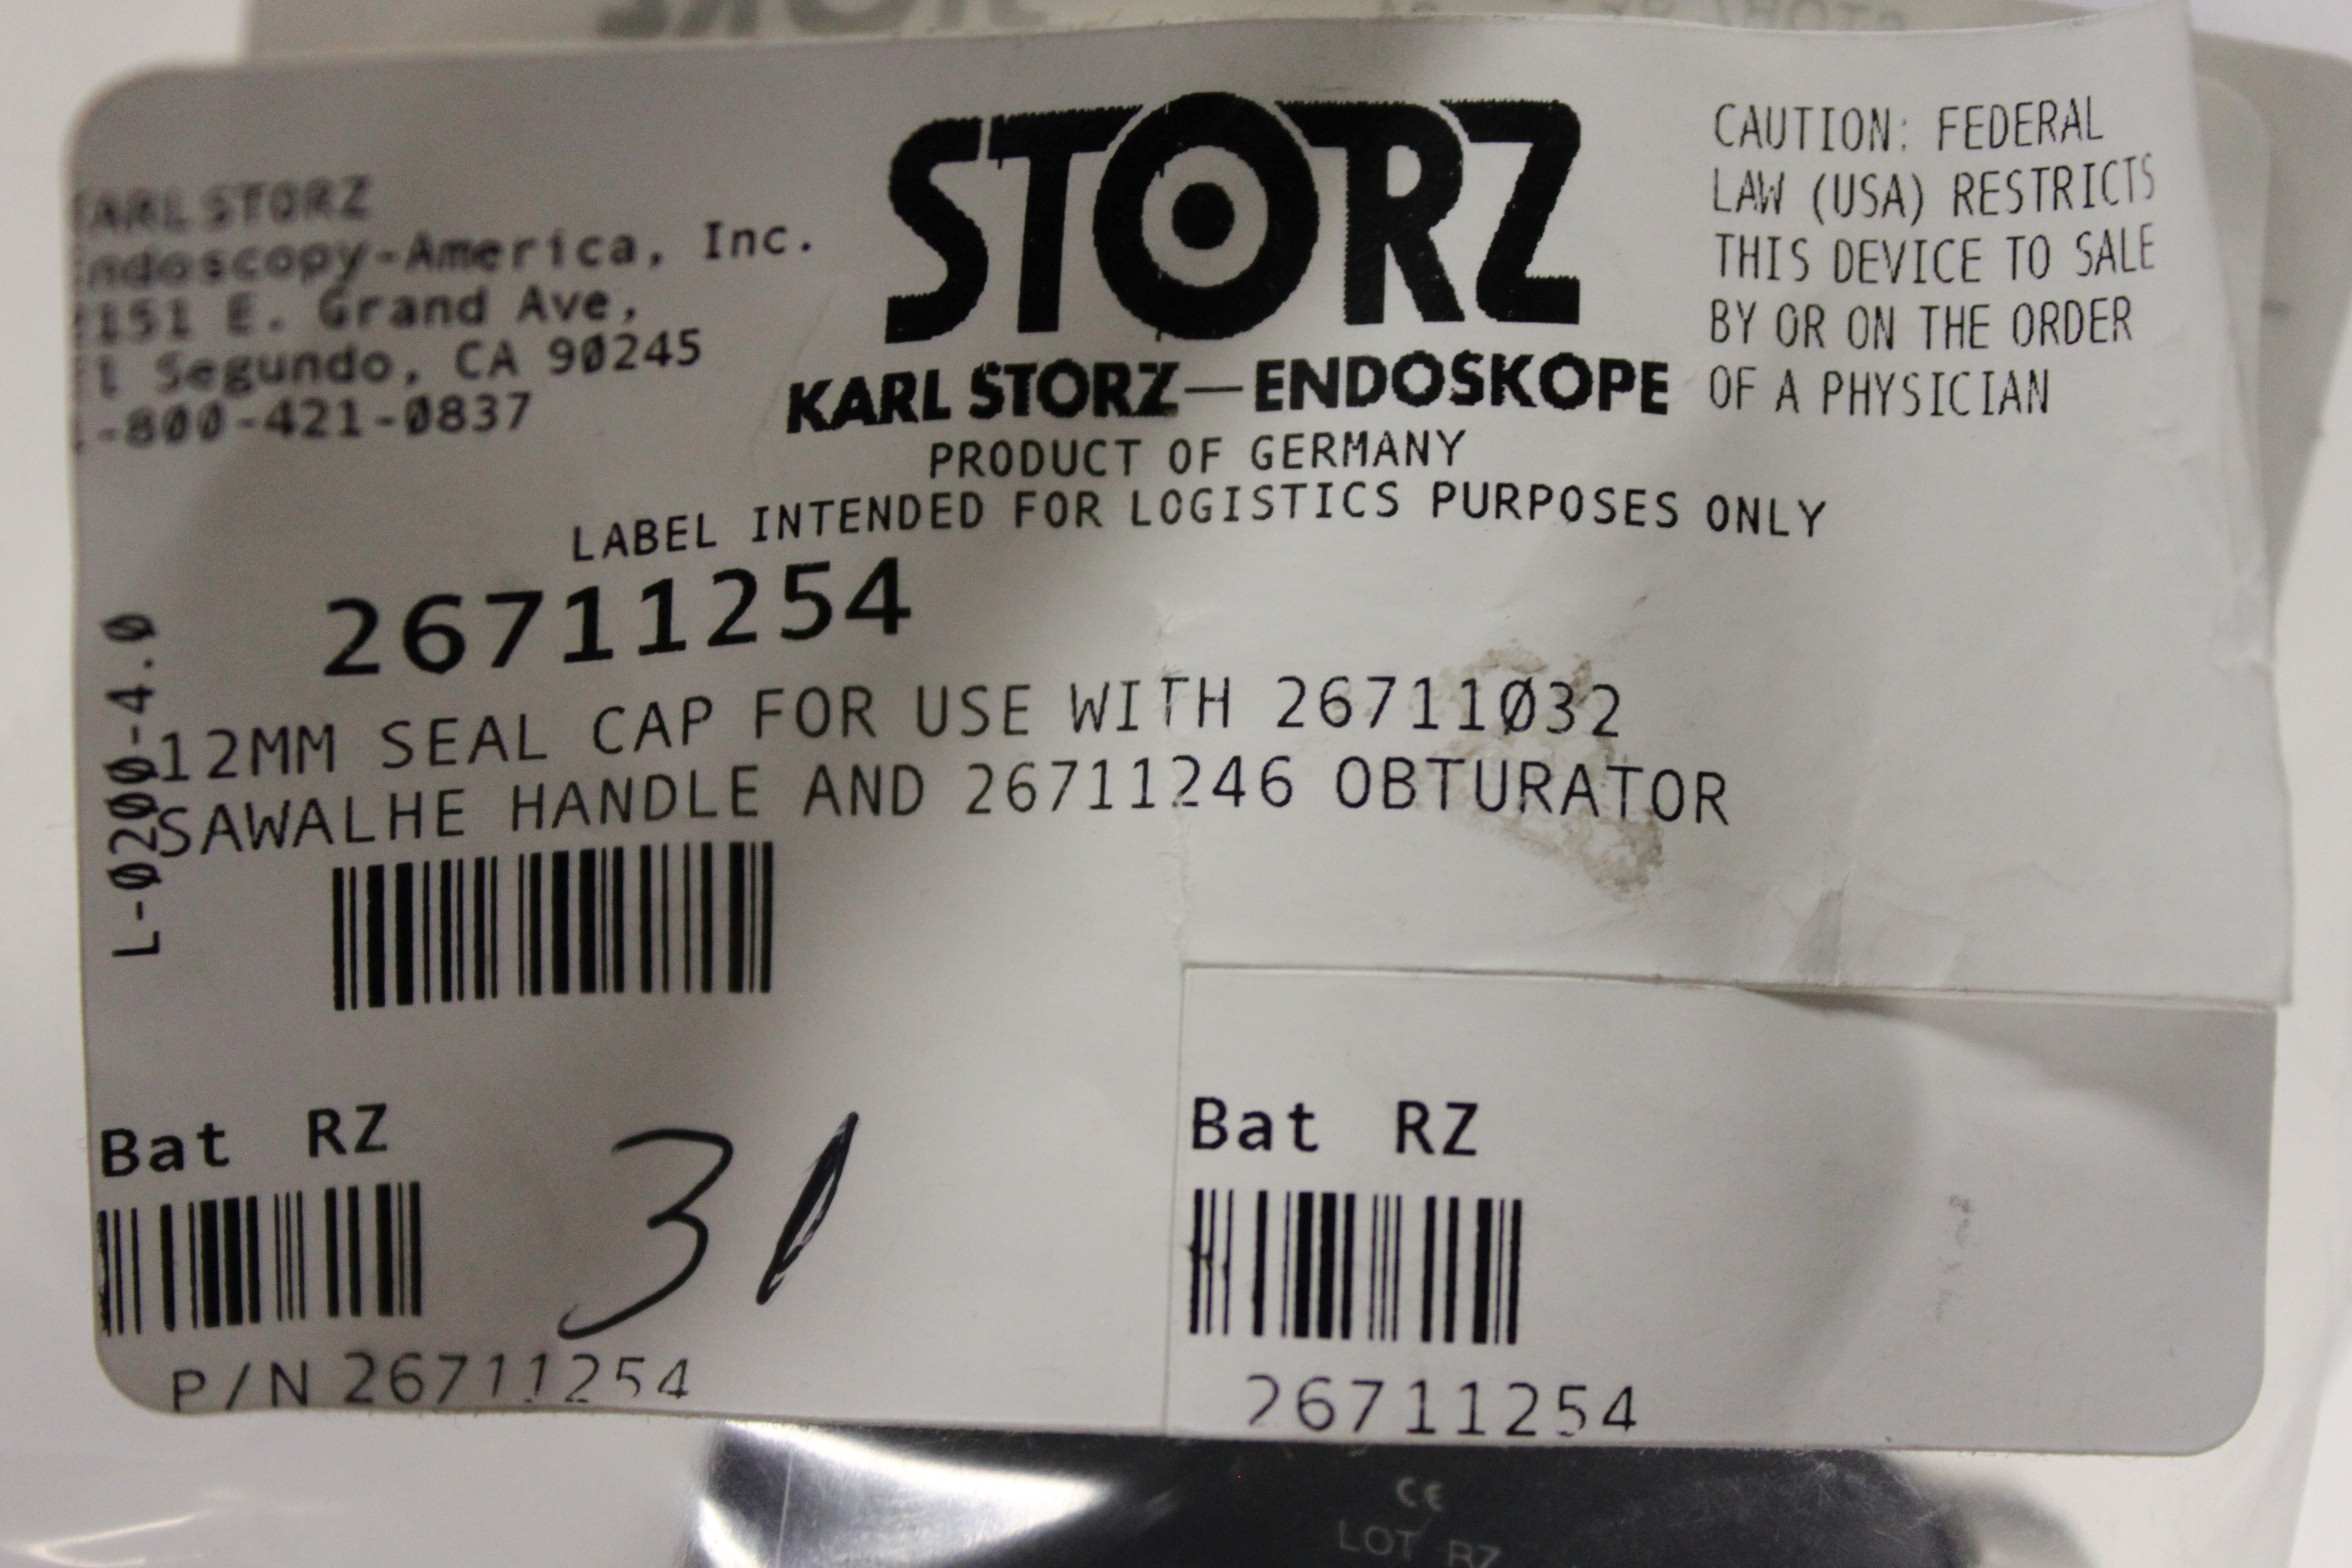 STORZ
KARL STORZ
Endoscopy-America, Inc.
2151 E. Grand Ave,
El Segundo, CA 90245
1-800-421-0837
STORZ
KARL STORZ—ENDOSKOPE
CAUTION: FEDERAL
LAW (USA) RESTRICTS
THIS DEVICE TO SALE
BY OR ON THE ORDER
OF A PHYSICIAN
PRODUCT OF GERMANY
LABEL INTENDED FOR LOGISTICS PURPOSES ONLY
26711254
L-0200-4.0
12MM SEAL CAP FOR USE WITH 26711032
SAWALHE HANDLE AND 26711246 OBTURATOR
Bat RZ
31
P/N 26711254
Bat RZ
26711254
CE
LOT RZ